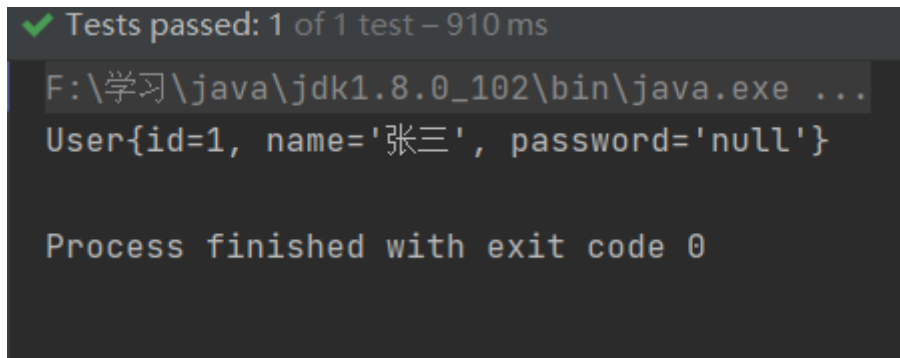 Tests passed: 1 of 1 test – 910 ms
F:\学习\java\jdk1.8.0_102\bin\java.exe ...
User{id=1, name='张三', password='null'}
Process finished with exit code 0